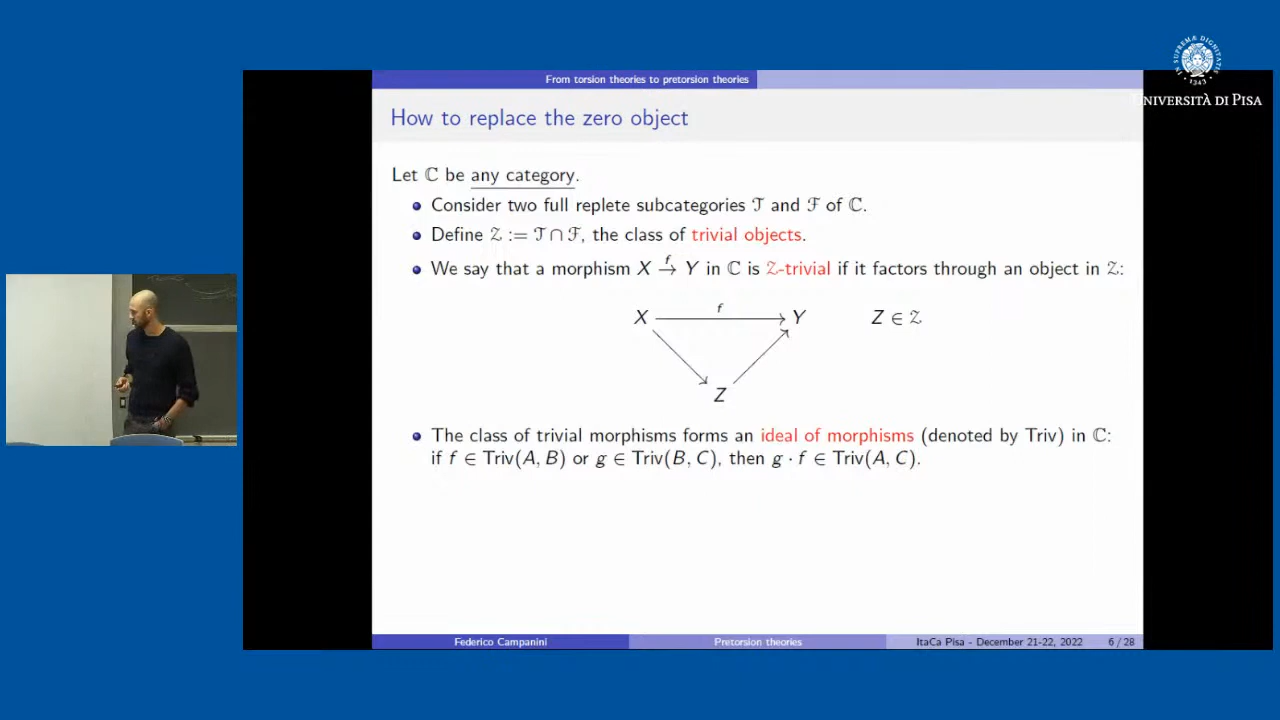 IN SUPREMA DIGNITATIS
1343
UNIVERSITÀ DI PISA
From torsion theories to pretorsion theories
How to replace the zero object
Let ℂ be any category.
• Consider two full replete subcategories 𝒯 and ℱ of ℂ.
• Define 𝒵 := 𝒯 ∩ ℱ, the class of trivial objects.
• We say that a morphism X →^f Y in ℂ is 𝒵-trivial if it factors through an object in 𝒵:
f
X Y Z ∈ 𝒵
Z
• The class of trivial morphisms forms an ideal of morphisms (denoted by Triv) in ℂ:
if f ∈ Triv(A, B) or g ∈ Triv(B, C), then g · f ∈ Triv(A, C).
Federico Campanini Pretorsion theories ItaCa Pisa - December 21-22, 2022 6 / 28